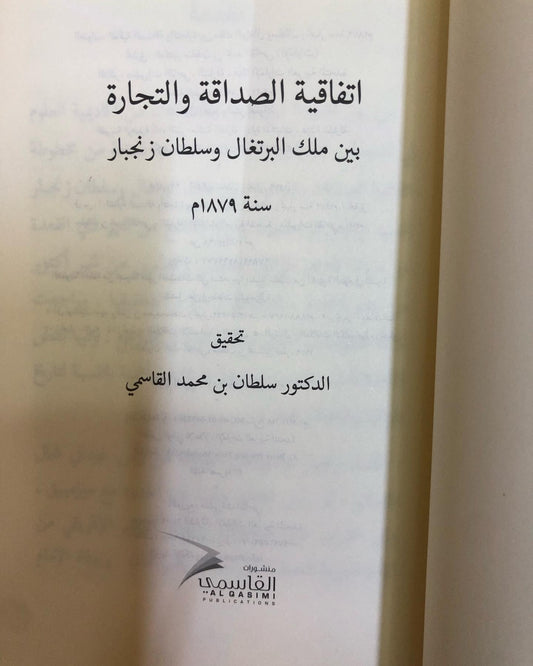 اتفاقية الصداقة والتجارة
بين ملك البرتغال وسلطان زنجبار
سنة ١٨٧٩م
تحقيق
الدكتور سلطان بن محمد القاسمي
منشورات
القاسمي
AL QASIMI
PUBLICATIONS